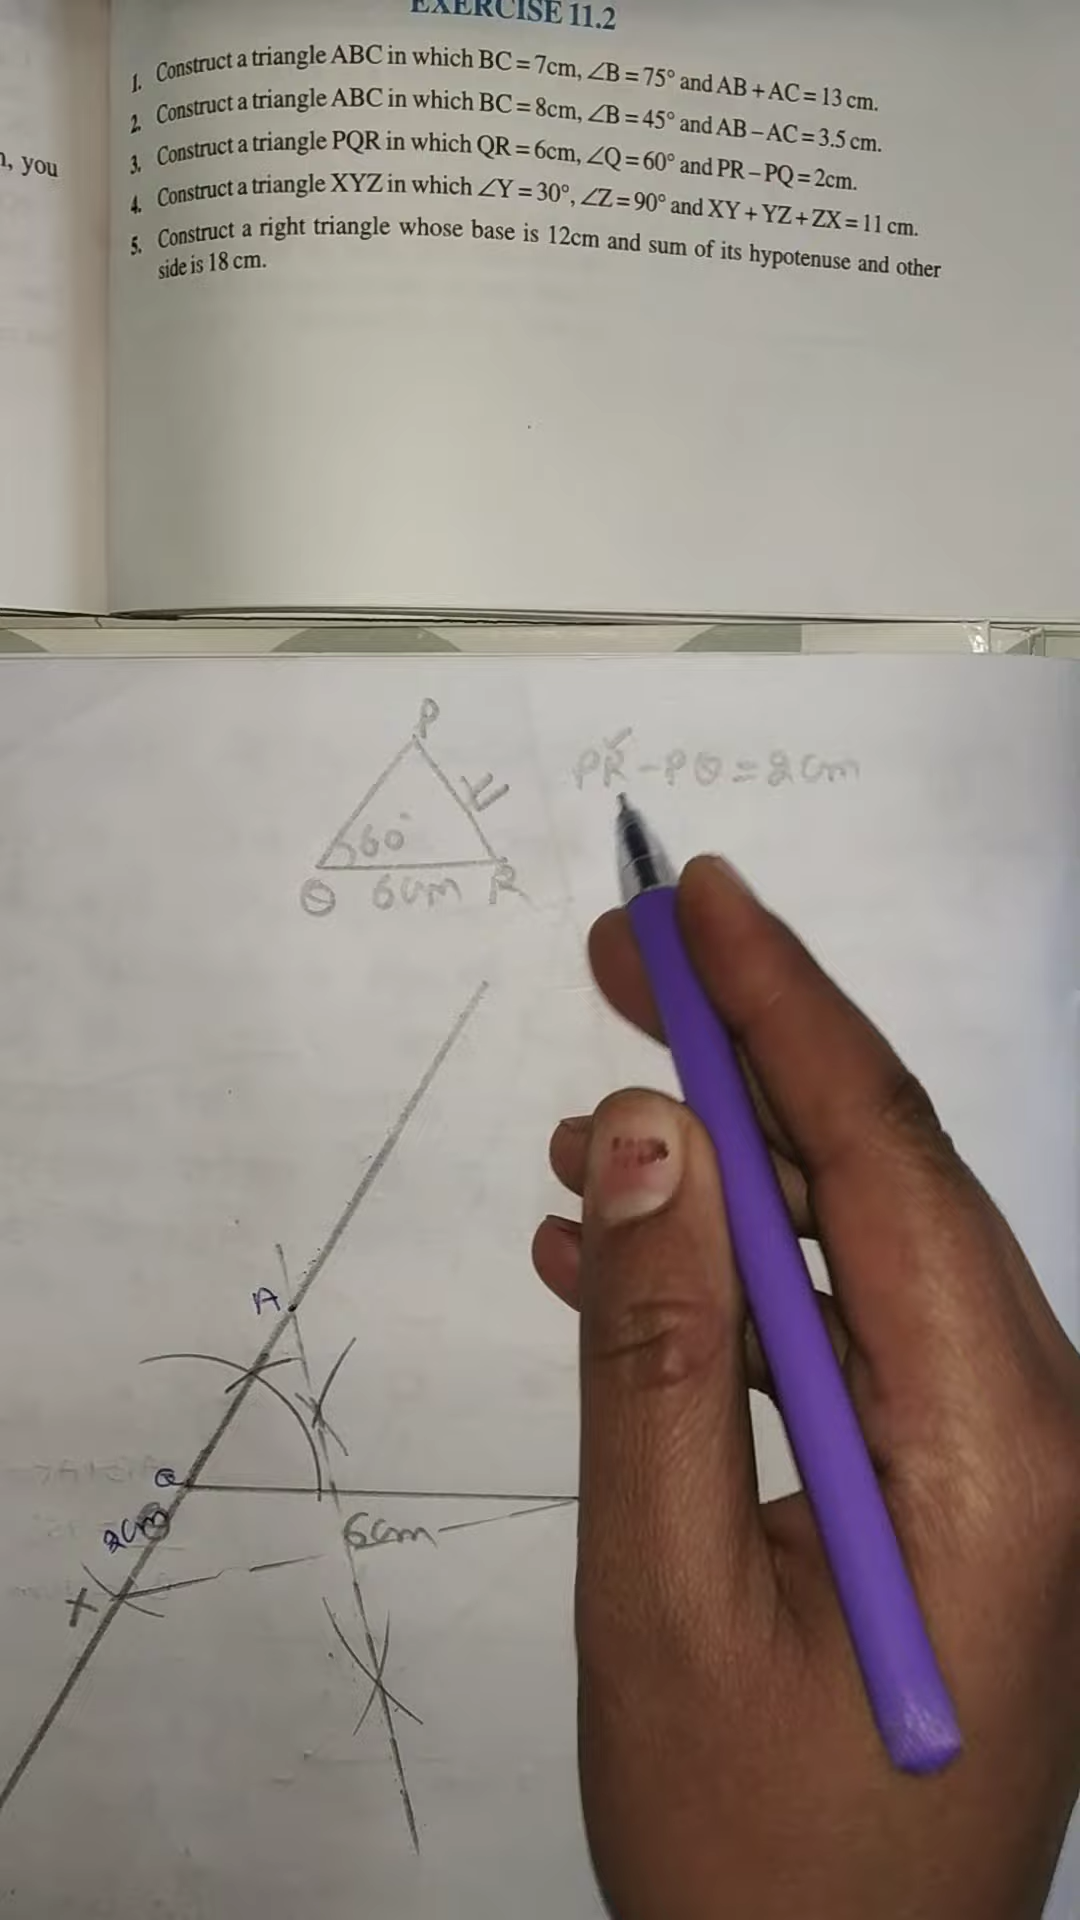 EXERCISE 11.2
1. Construct a triangle ABC in which BC = 7cm, ∠B = 75° and AB + AC = 13 cm.
2. Construct a triangle ABC in which BC = 8cm, ∠B = 45° and AB – AC = 3.5 cm.
, you
3. Construct a triangle PQR in which QR = 6cm, ∠Q = 60° and PR – PQ = 2cm.
4. Construct a triangle XYZ in which ∠Y = 30°, ∠Z = 90° and XY + YZ + ZX = 11 cm.
5. Construct a right triangle whose base is 12cm and sum of its hypotenuse and other
side is 18 cm.
P
PR - PQ = 2cm
60°
Q 6cm R
A
Q
2cm
6cm
X